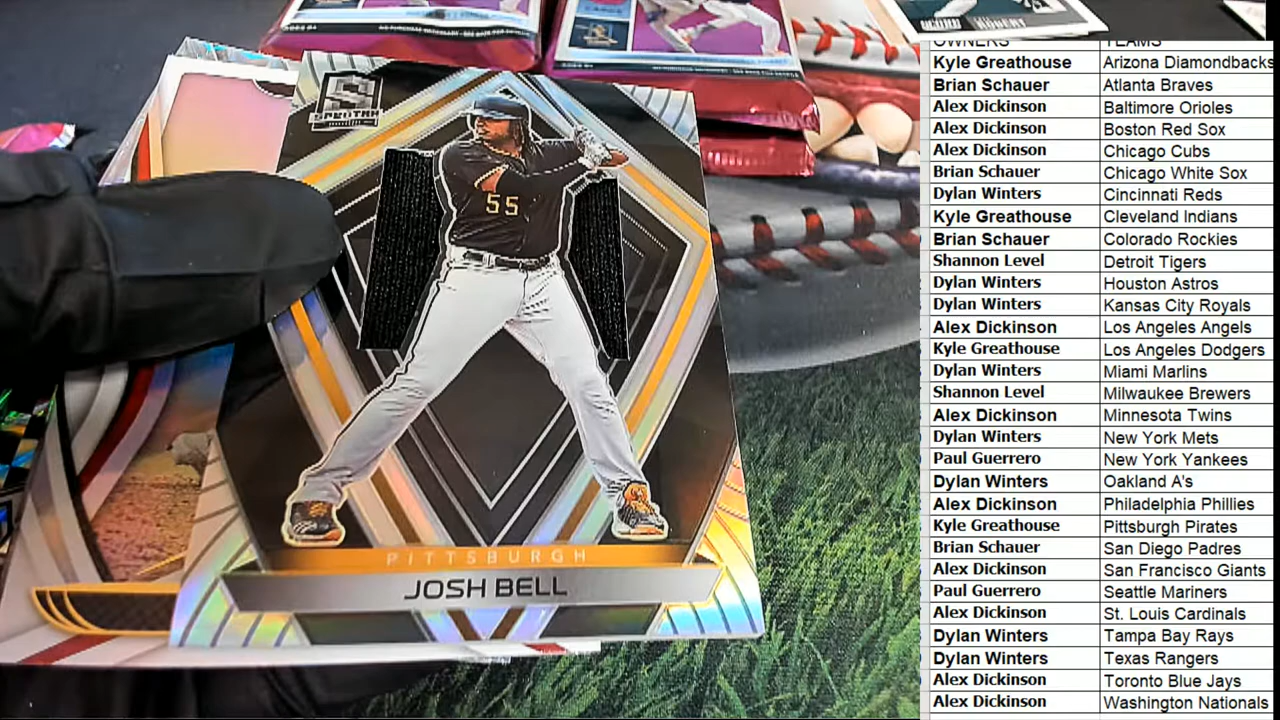 SPECTRA
55
PITTSBURGH
JOSH BELL
ROBERT
OWNERS TEAMS
Kyle Greathouse Arizona Diamondbacks
Brian Schauer Atlanta Braves
Alex Dickinson Baltimore Orioles
Alex Dickinson Boston Red Sox
Alex Dickinson Chicago Cubs
Brian Schauer Chicago White Sox
Dylan Winters Cincinnati Reds
Kyle Greathouse Cleveland Indians
Brian Schauer Colorado Rockies
Shannon Level Detroit Tigers
Dylan Winters Houston Astros
Dylan Winters Kansas City Royals
Alex Dickinson Los Angeles Angels
Kyle Greathouse Los Angeles Dodgers
Dylan Winters Miami Marlins
Shannon Level Milwaukee Brewers
Alex Dickinson Minnesota Twins
Dylan Winters New York Mets
Paul Guerrero New York Yankees
Dylan Winters Oakland A's
Alex Dickinson Philadelphia Phillies
Kyle Greathouse Pittsburgh Pirates
Brian Schauer San Diego Padres
Alex Dickinson San Francisco Giants
Paul Guerrero Seattle Mariners
Alex Dickinson St. Louis Cardinals
Dylan Winters Tampa Bay Rays
Dylan Winters Texas Rangers
Alex Dickinson Toronto Blue Jays
Alex Dickinson Washington Nationals